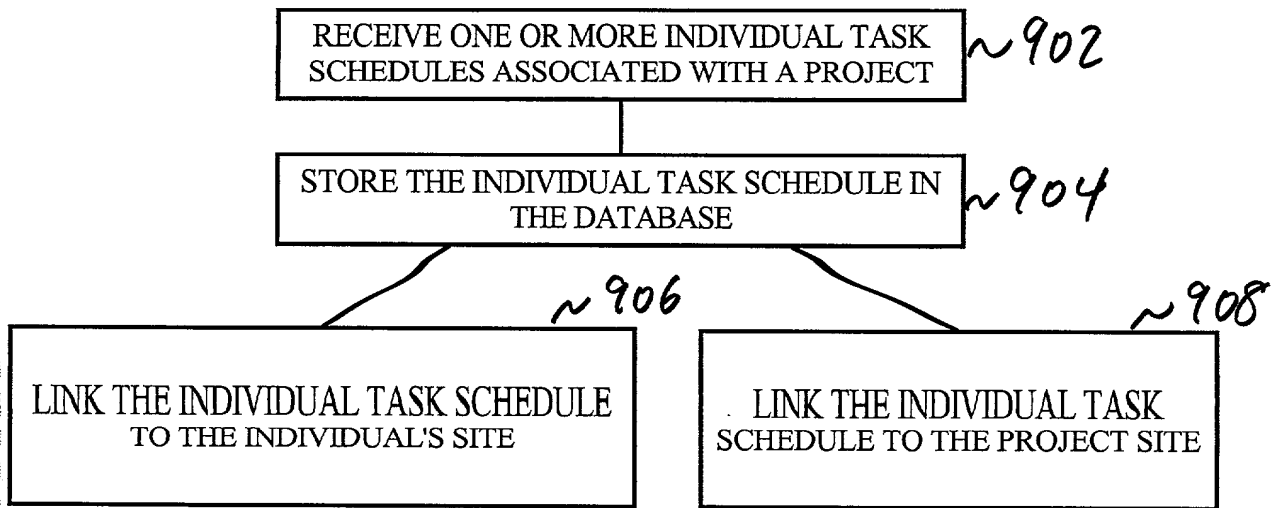 RECEIVE ONE OR MORE INDIVIDUAL TASK
SCHEDULES ASSOCIATED WITH A PROJECT
~902
STORE THE INDIVIDUAL TASK SCHEDULE IN
THE DATABASE
~904
~906
LINK THE INDIVIDUAL TASK SCHEDULE
TO THE INDIVIDUAL'S SITE
~908
LINK THE INDIVIDUAL TASK
SCHEDULE TO THE PROJECT SITE